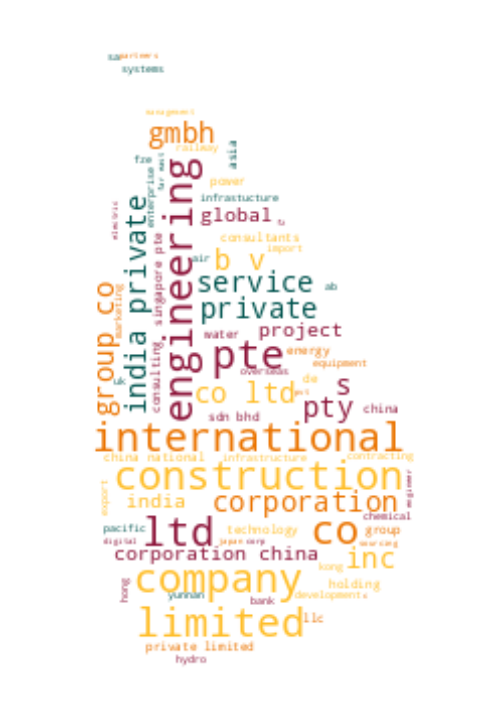 sa partners
systems
management
gmbh
railway
asia
fze
far east
enterprise
power
engineering
infrastucture
india private
electric
global
singapore pte
consultants
import
air
b v
service
ab
group co
marketing
private
water
project
pte
energy
overseas
equipment
uk
consulting
co ltd
de
s
pty
china
sdn bhd
international
china national
infrastructure
contracting
construction
export
india
corporation
engineer
chemical
pacific
ltd
technology
co
group
digital
japan corp
sourcing
corporation china
inc
kong
company
holding
hong
yunnan
bank
developments
limited
llc
private limited
hydro